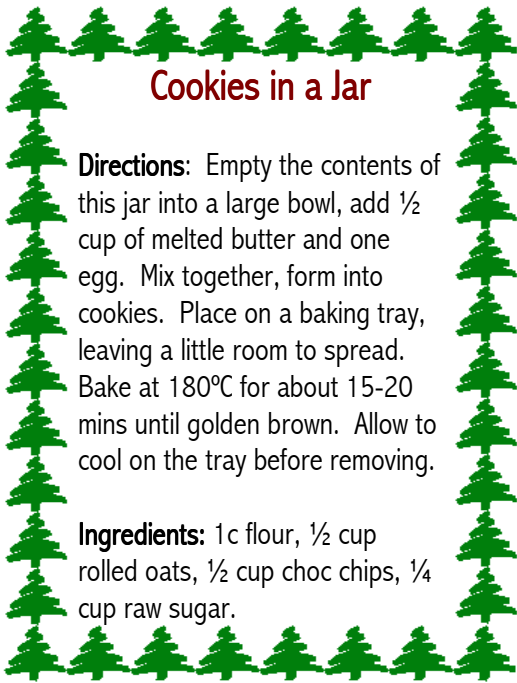 Cookies in a Jar
Directions:  Empty the contents of
this jar into a large bowl, add ½
cup of melted butter and one
egg.  Mix together, form into
cookies.  Place on a baking tray,
leaving a little room to spread.
Bake at 180ºC for about 15-20
mins until golden brown.  Allow to
cool on the tray before removing.
Ingredients: 1c flour, ½ cup
rolled oats, ½ cup choc chips, ¼
cup raw sugar.